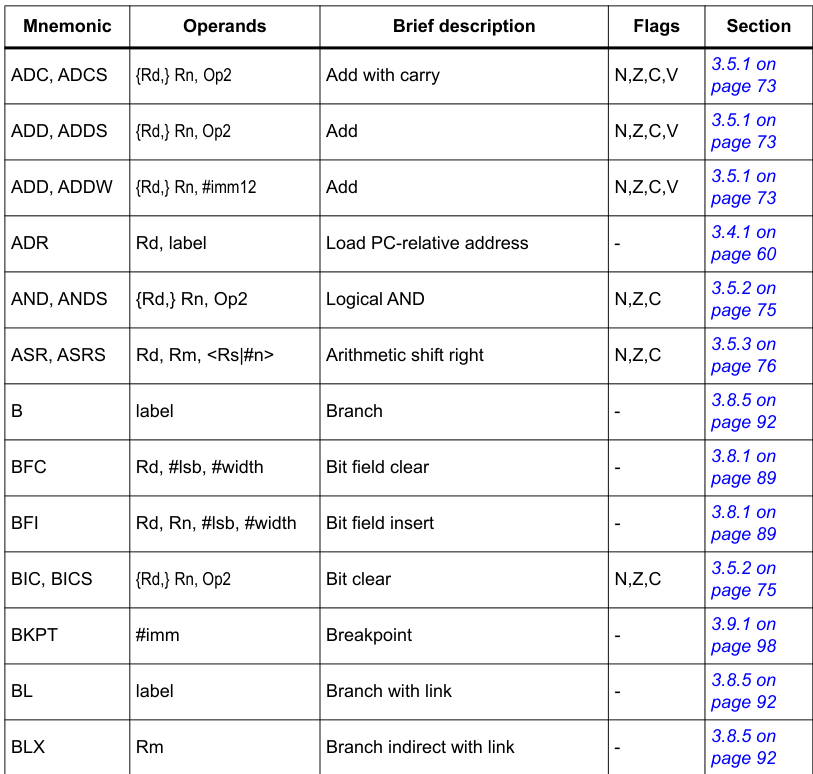 Mnemonic Operands Brief description Flags Section
ADC, ADCS {Rd,} Rn, Op2 Add with carry N,Z,C,V 3.5.1 on
page 73
ADD, ADDS {Rd,} Rn, Op2 Add N,Z,C,V 3.5.1 on
page 73
ADD, ADDW {Rd,} Rn, #imm12 Add N,Z,C,V 3.5.1 on
page 73
ADR Rd, label Load PC-relative address - 3.4.1 on
page 60
AND, ANDS {Rd,} Rn, Op2 Logical AND N,Z,C 3.5.2 on
page 75
ASR, ASRS Rd, Rm, <Rs|#n> Arithmetic shift right N,Z,C 3.5.3 on
page 76
B label Branch - 3.8.5 on
page 92
BFC Rd, #lsb, #width Bit field clear - 3.8.1 on
page 89
BFI Rd, Rn, #lsb, #width Bit field insert - 3.8.1 on
page 89
BIC, BICS {Rd,} Rn, Op2 Bit clear N,Z,C 3.5.2 on
page 75
BKPT #imm Breakpoint - 3.9.1 on
page 98
BL label Branch with link - 3.8.5 on
page 92
BLX Rm Branch indirect with link - 3.8.5 on
page 92